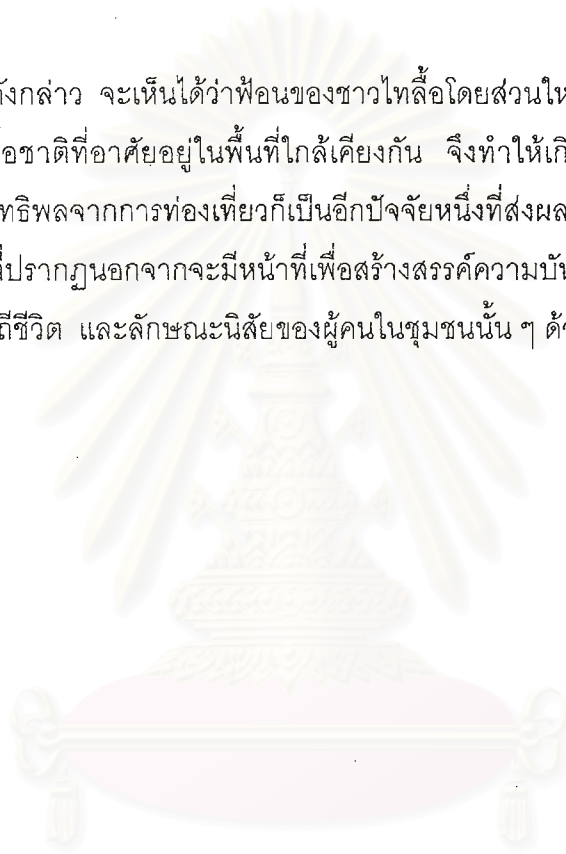 ดังกล่าว จะเห็นได้ว่าฟ้อนของชาวไทลื้อโดยส่วนให
อชาติที่อาศัยอยู่ในพื้นที่ใกล้เคียงกัน จึงทำให้เกิ
ทธิพลจากการท่องเที่ยวก็เป็นอีกปัจจัยหนึ่งที่ส่งผล
ปรากฏนอกจากจะมีหน้าที่เพื่อสร้างสรรค์ความบัน
ถีชีวิต และลักษณะนิสัยของผู้คนในชุมชนนั้น ๆ ด้